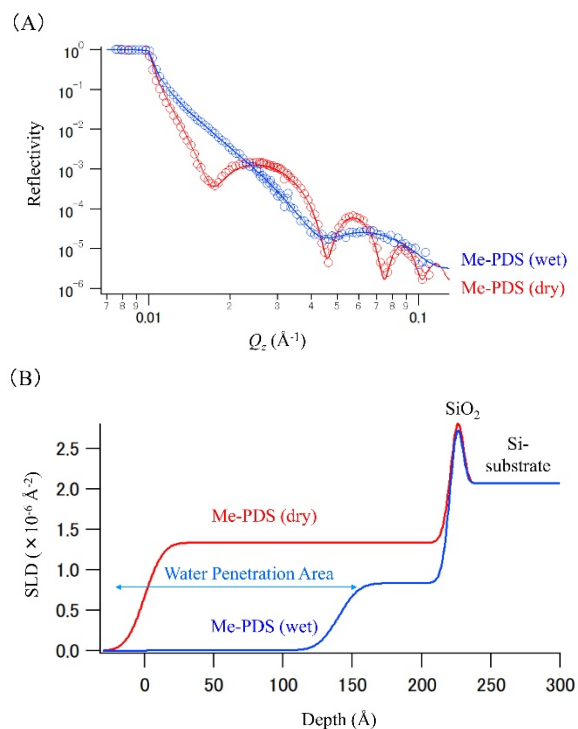 (A)
10⁰
10⁻¹
10⁻²
10⁻³
10⁻⁴
10⁻⁵
10⁻⁶
Reflectivity
Me-PDS (wet)
Me-PDS (dry)
7 8 9 0.01 2 3 4 5 6 7 8 9 0.1
Q_z (Å⁻¹)
(B)
SiO₂
Si-
substrate
2.5
2.0
1.5
1.0
0.5
0.0
SLD (×10⁻⁶ Å⁻²)
Me-PDS (dry)
Water Penetration Area
Me-PDS (wet)
0 50 100 150 200 250 300
Depth (Å)